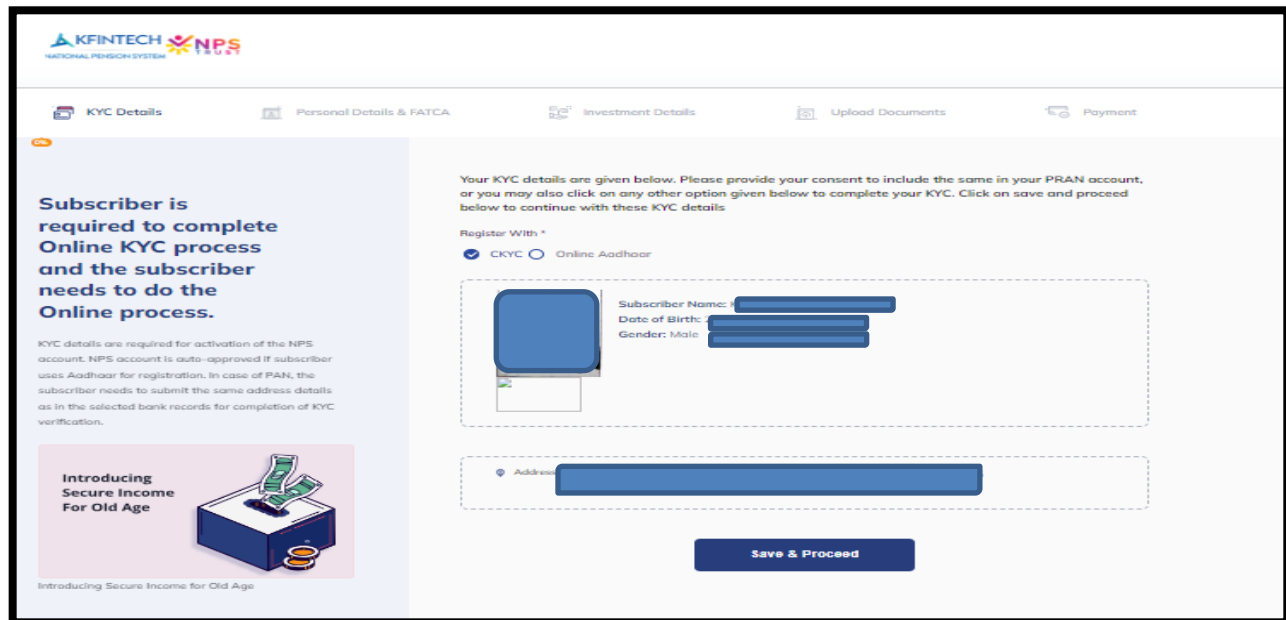 KFINTECH NPS TRUST
NATIONAL PENSION SYSTEM
KYC Details
Personal Details & FATCA
Investment Details
Upload Documents
Payment
0%
Subscriber is
required to complete
Online KYC process
and the subscriber
needs to do the
Online process.
KYC details are required for activation of the NPS
account. NPS account is auto-approved if subscriber
uses Aadhaar for registration. In case of PAN, the
subscriber needs to submit the same address details
as in the selected bank records for completion of KYC
verification.
Introducing
Secure Income
For Old Age
Introducing Secure Income for Old Age
Your KYC details are given below. Please provide your consent to include the same in your PRAN account,
or you may also click on any other option given below to complete your KYC. Click on save and proceed
below to continue with these KYC details
Register With *
CKYC Online Aadhaar
Subscriber Name:
Date of Birth:
Gender: Male
Address
Save & Proceed